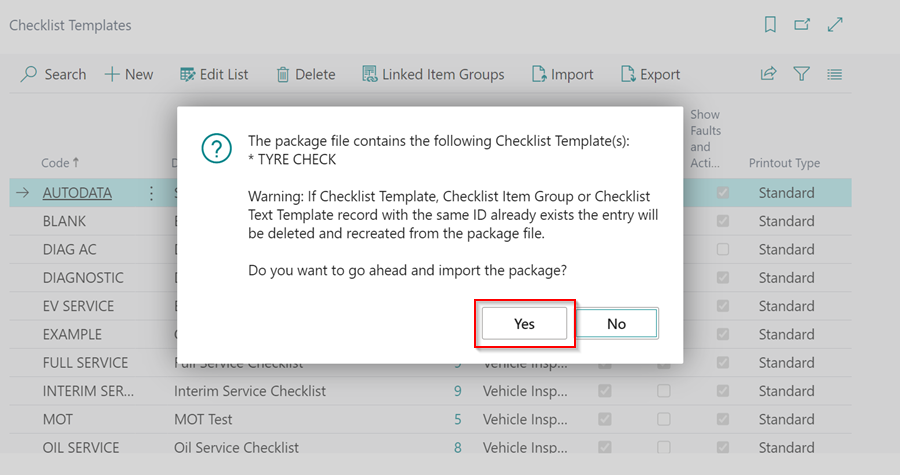 Checklist Templates
Search New Edit List Delete Linked Item Groups Import Export
Show
Faults
and
Code ↑ D Acti... Printout Type
The package file contains the following Checklist Template(s):
* TYRE CHECK
Warning: If Checklist Template, Checklist Item Group or Checklist
Text Template record with the same ID already exists the entry will
be deleted and recreated from the package file.
Do you want to go ahead and import the package?
Yes No
AUTODATA S Standard
BLANK Standard
DIAG AC Standard
DIAGNOSTIC Standard
EV SERVICE Standard
EXAMPLE Standard
FULL SERVICE Full Service Checklist Vehicle Insp... Standard
INTERIM SER... Interim Service Checklist 9 Vehicle Insp... Standard
MOT MOT Test 5 Vehicle Insp... Standard
OIL SERVICE Oil Service Checklist 8 Vehicle Insp... Standard